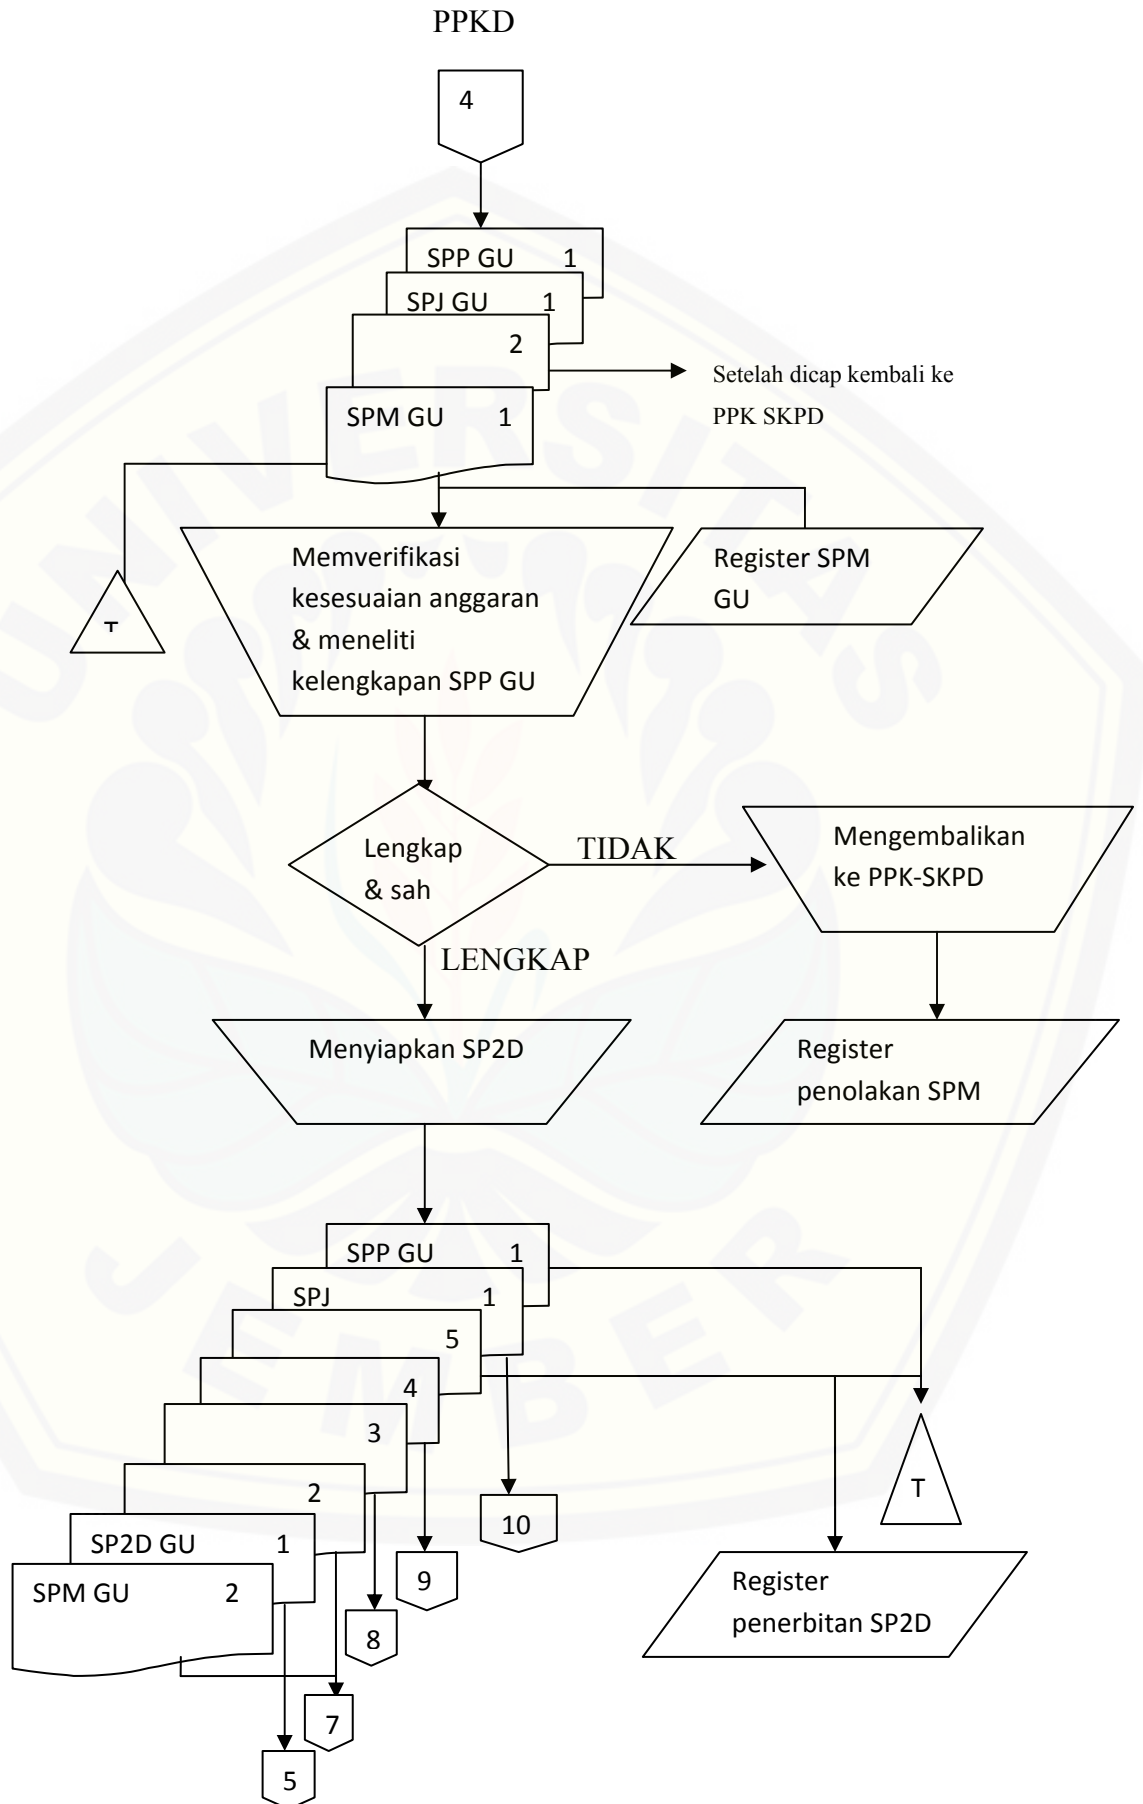 PPKD
4
SPP GU 1
SPJ GU 1
2
Setelah dicap kembali ke
PPK SKPD
SPM GU 1
Memverifikasi
kesesuaian anggaran
& meneliti
kelengkapan SPP GU
Register SPM
GU
T
Lengkap
& sah
TIDAK
Mengembalikan
ke PPK-SKPD
LENGKAP
Menyiapkan SP2D
Register
penolakan SPM
SPP GU 1
SPJ 1
5
4
3
2
SP2D GU 1
SPM GU 2
T
10
9
8
7
5
Register
penerbitan SP2D
UNIVERSITAS
JEMBER